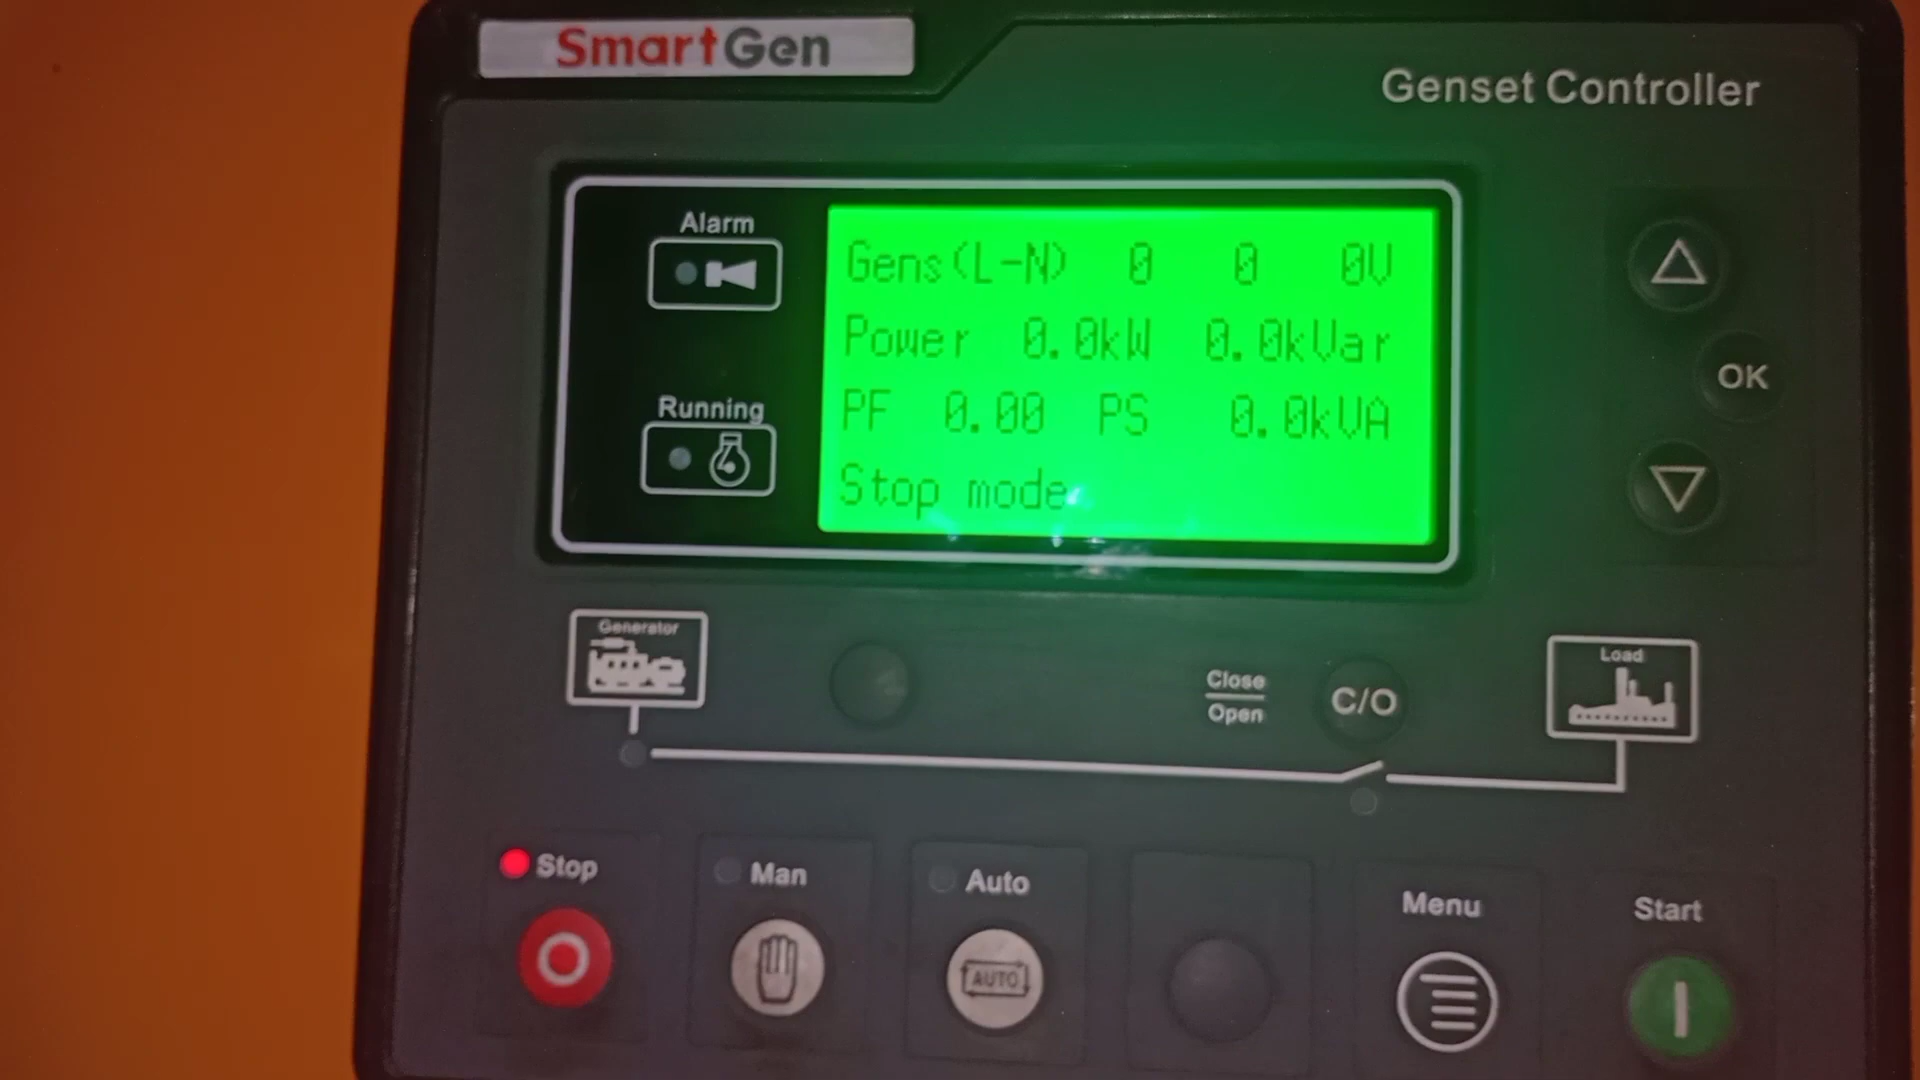 SmartGen
Genset Controller
Alarm
Gens(L-N) 0 0 0V
Power 0.0kW 0.0kVar
PF 0.00 PS 0.0kVA
Stop mode
Running
OK
Generator
Close
Open
C/O
Load
Stop
Man
Auto
AUTO
Menu
Start